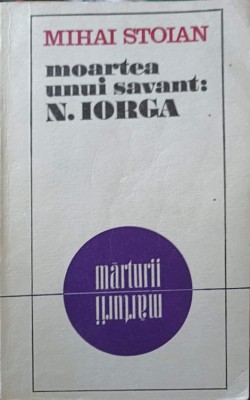 MIHAI STOIAN
moartea
unui savant:
N. IORGA
mărturii
mărturii